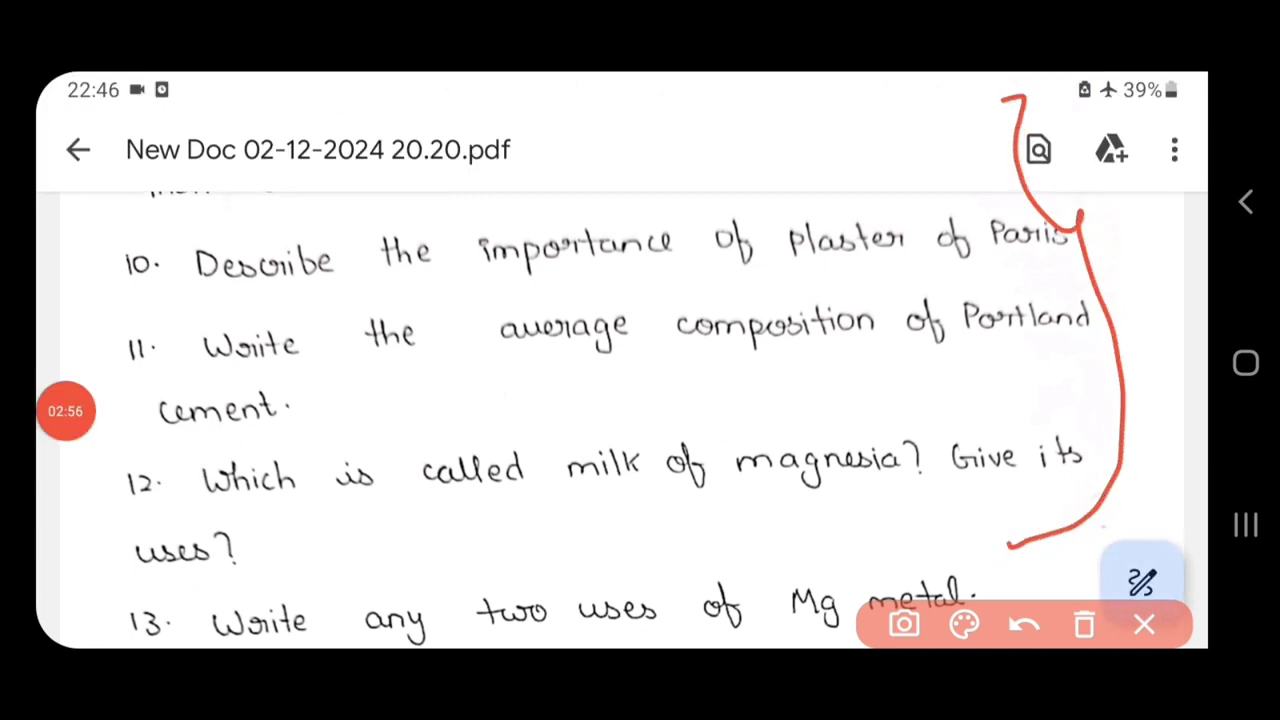 22:46
39%
New Doc 02-12-2024 20.20.pdf
10. Describe the importance of plaster of Paris
11. Write the average composition of Portland
cement.
02:56
12. Which is called milk of magnesia? Give its
uses?
13. Write any two uses of Mg metal.